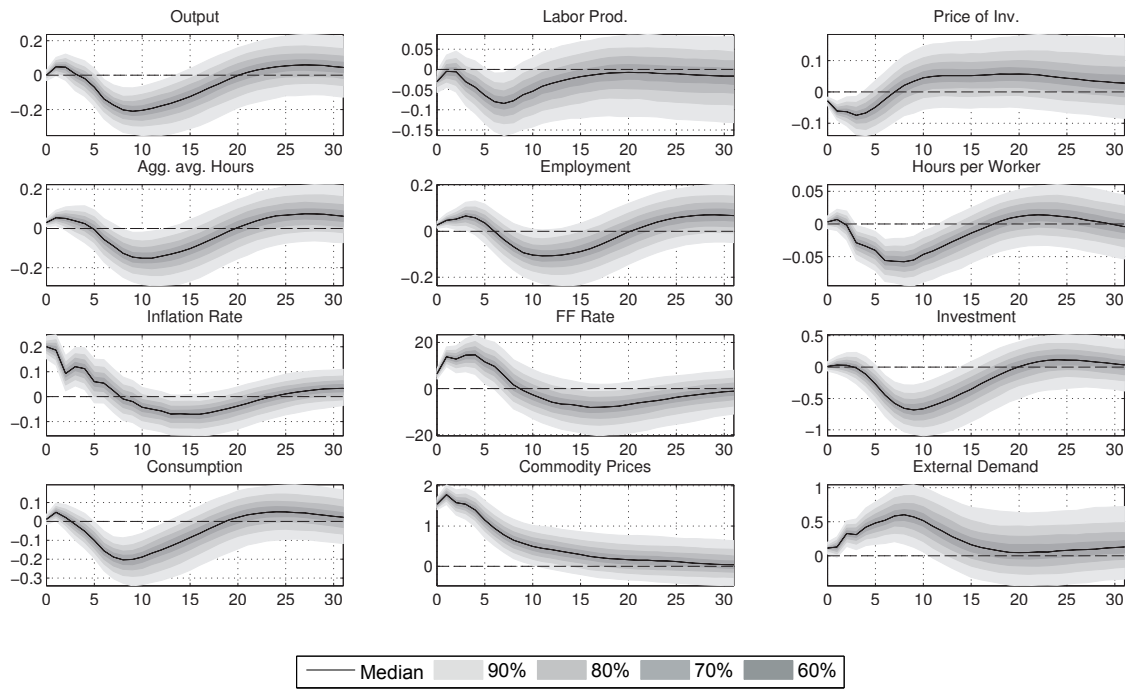 Output
0.2
0
−0.2
0 5 10 15 20 25 30
Labor Prod.
0.05
0
−0.05
−0.1
−0.15
0 5 10 15 20 25 30
Price of Inv.
0.1
0
−0.1
0 5 10 15 20 25 30
Agg. avg. Hours
0.2
0
−0.2
0 5 10 15 20 25 30
Employment
0.2
0
−0.2
0 5 10 15 20 25 30
Hours per Worker
0.05
0
−0.05
0 5 10 15 20 25 30
Inflation Rate
0.2
0.1
0
−0.1
0 5 10 15 20 25 30
FF Rate
20
0
−20
0 5 10 15 20 25 30
Investment
0.5
0
−0.5
−1
0 5 10 15 20 25 30
Consumption
0.1
0
−0.1
−0.2
−0.3
0 5 10 15 20 25 30
Commodity Prices
2
1
0
0 5 10 15 20 25 30
External Demand
1
0.5
0
0 5 10 15 20 25 30
Median 90% 80% 70% 60%